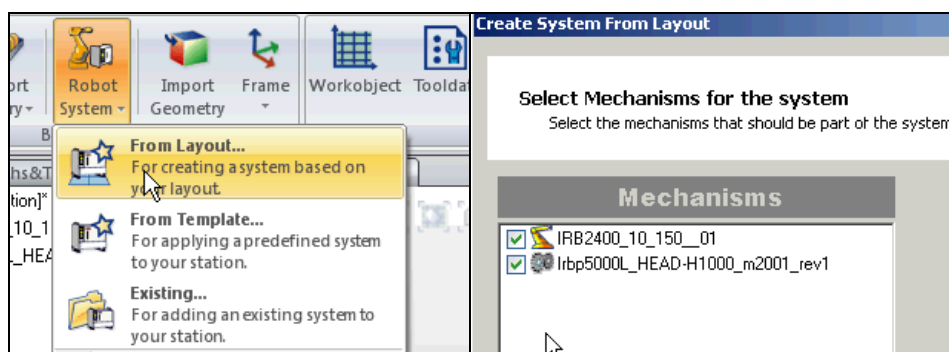 Create System From Layout
ort
Robot
Import
Frame
Workobject
Toolda
ry
System
Geometry
B
From Layout...
For creating a system based on
your layout.
From Template...
For applying a predefined system
to your station.
Existing...
For adding an existing system to
your station.
hs&T
tion]*
_10_1
L_HEA
Select Mechanisms for the system
Select the mechanisms that should be part of the system
Mechanisms
IRB2400_10_150__01
Irbp5000L_HEAD-H1000_m2001_rev1